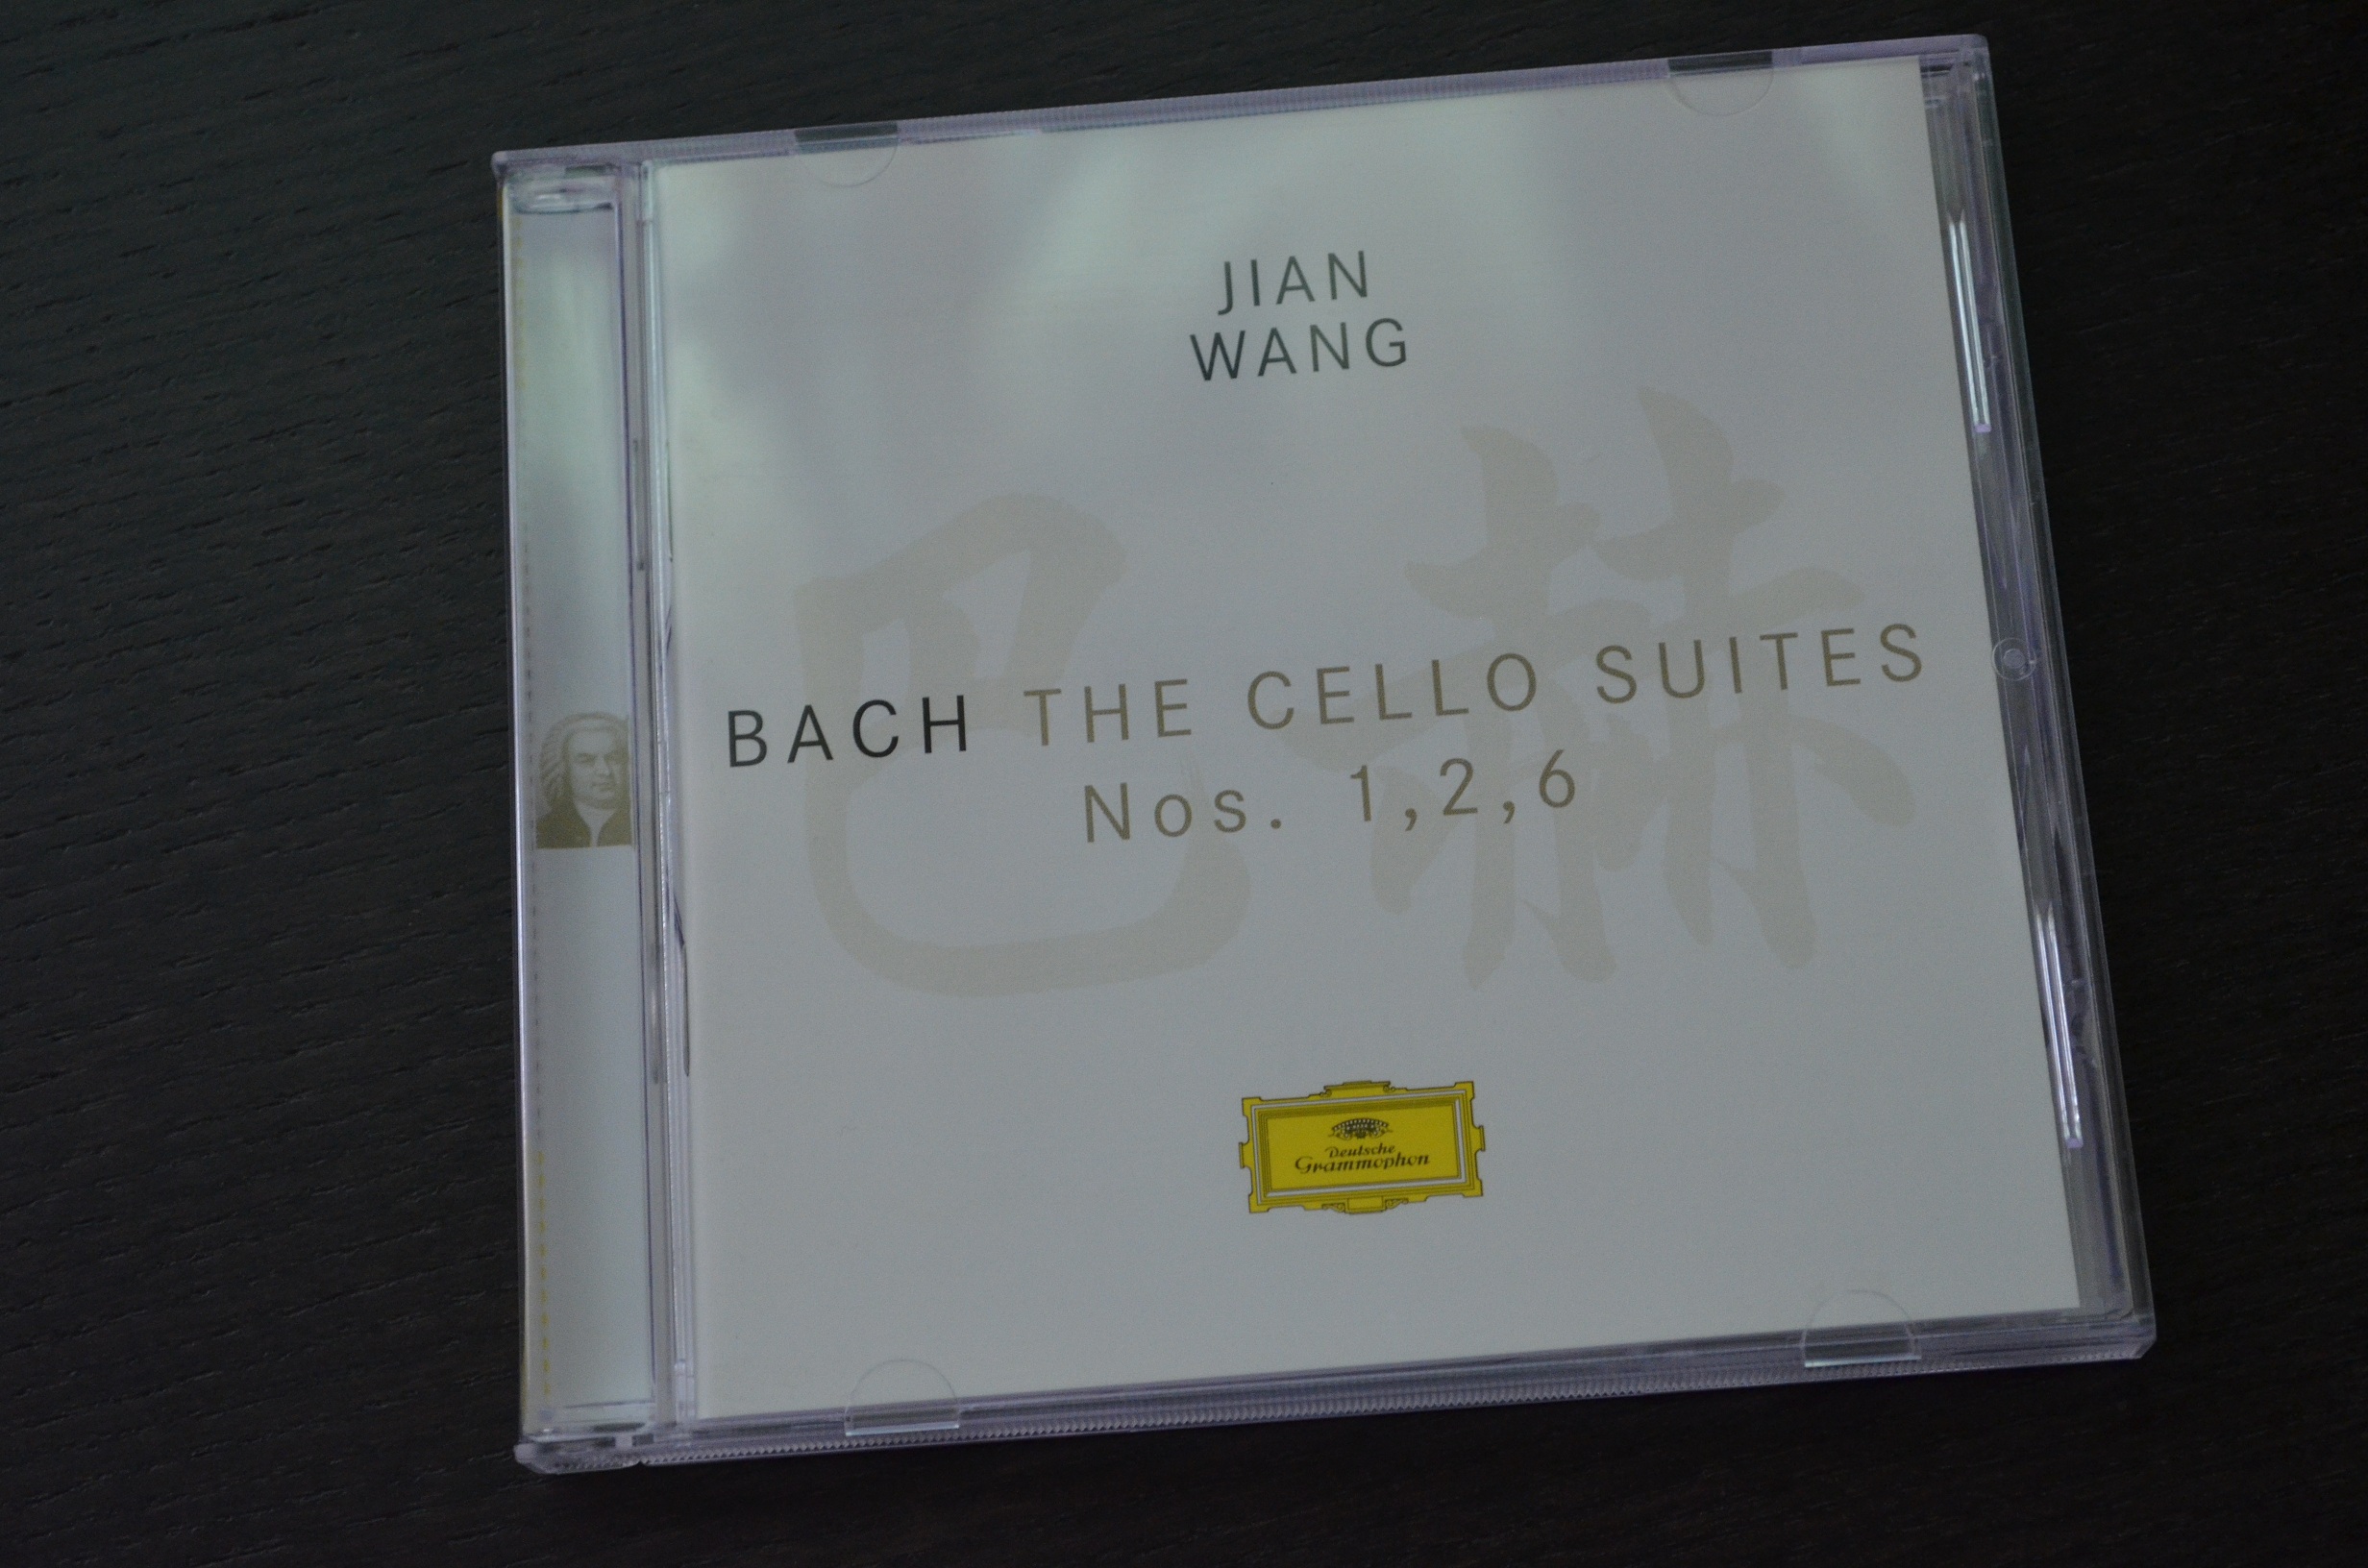 JIAN
WANG
巴赫
BACH THE CELLO SUITES
Nos. 1,2,6
Deutsche
Grammophon